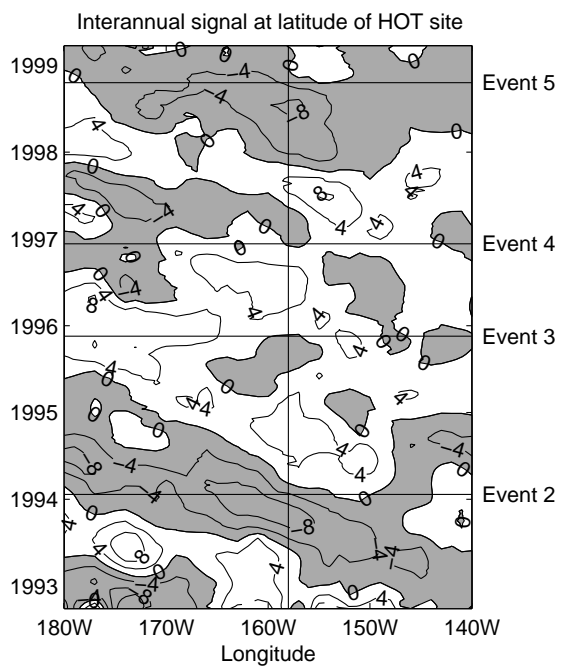 Interannual signal at latitude of HOT site
1999
Event 5
1998
1997
Event 4
1996
Event 3
1995
1994
Event 2
1993
180W 170W 160W 150W 140W
Longitude